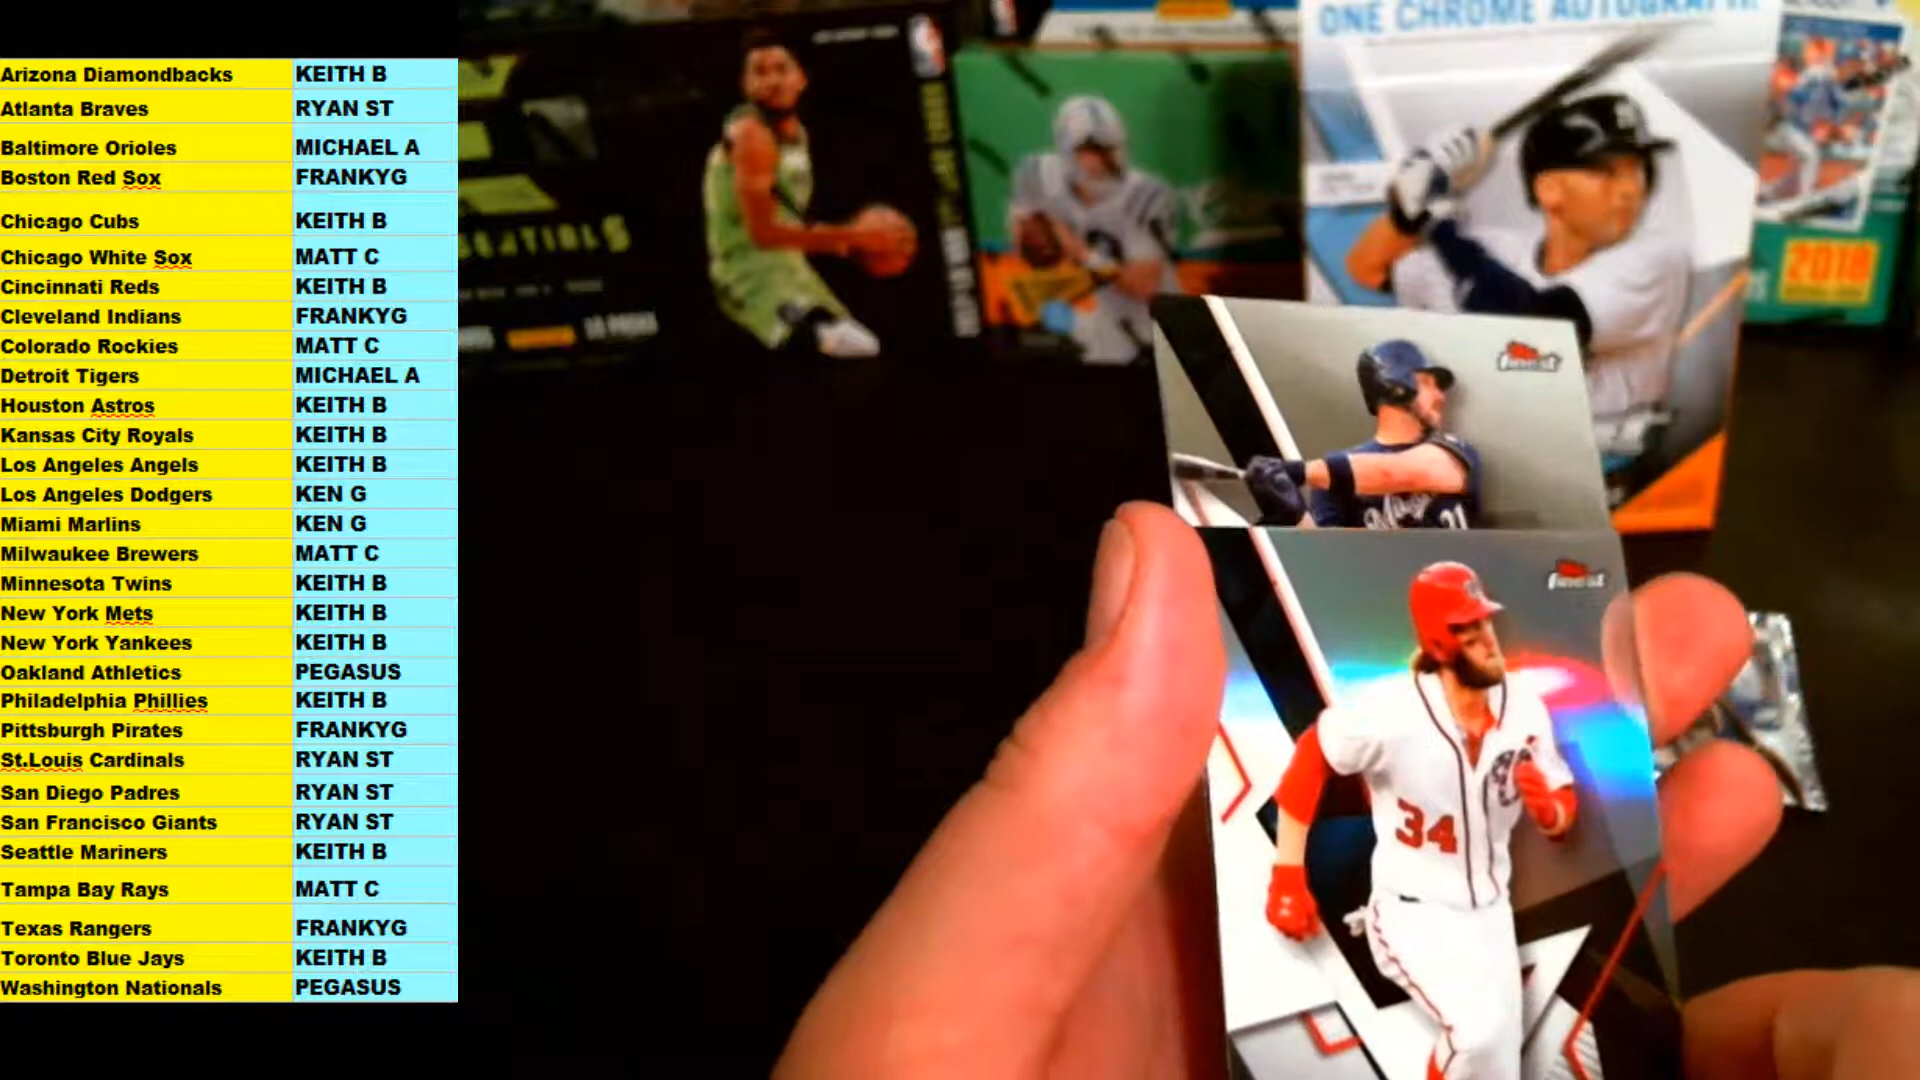 Arizona Diamondbacks KEITH B
Atlanta Braves RYAN ST
Baltimore Orioles MICHAEL A
Boston Red Sox FRANKYG
Chicago Cubs KEITH B
Chicago White Sox MATT C
Cincinnati Reds KEITH B
Cleveland Indians FRANKYG
Colorado Rockies MATT C
Detroit Tigers MICHAEL A
Houston Astros KEITH B
Kansas City Royals KEITH B
Los Angeles Angels KEITH B
Los Angeles Dodgers KEN G
Miami Marlins KEN G
Milwaukee Brewers MATT C
Minnesota Twins KEITH B
New York Mets KEITH B
New York Yankees KEITH B
Oakland Athletics PEGASUS
Philadelphia Phillies KEITH B
Pittsburgh Pirates FRANKYG
St.Louis Cardinals RYAN ST
San Diego Padres RYAN ST
San Francisco Giants RYAN ST
Seattle Mariners KEITH B
Tampa Bay Rays MATT C
Texas Rangers FRANKYG
Toronto Blue Jays KEITH B
Washington Nationals PEGASUS
ONE CHROME AUTOGRAPH
2018
finest
21
finest
34